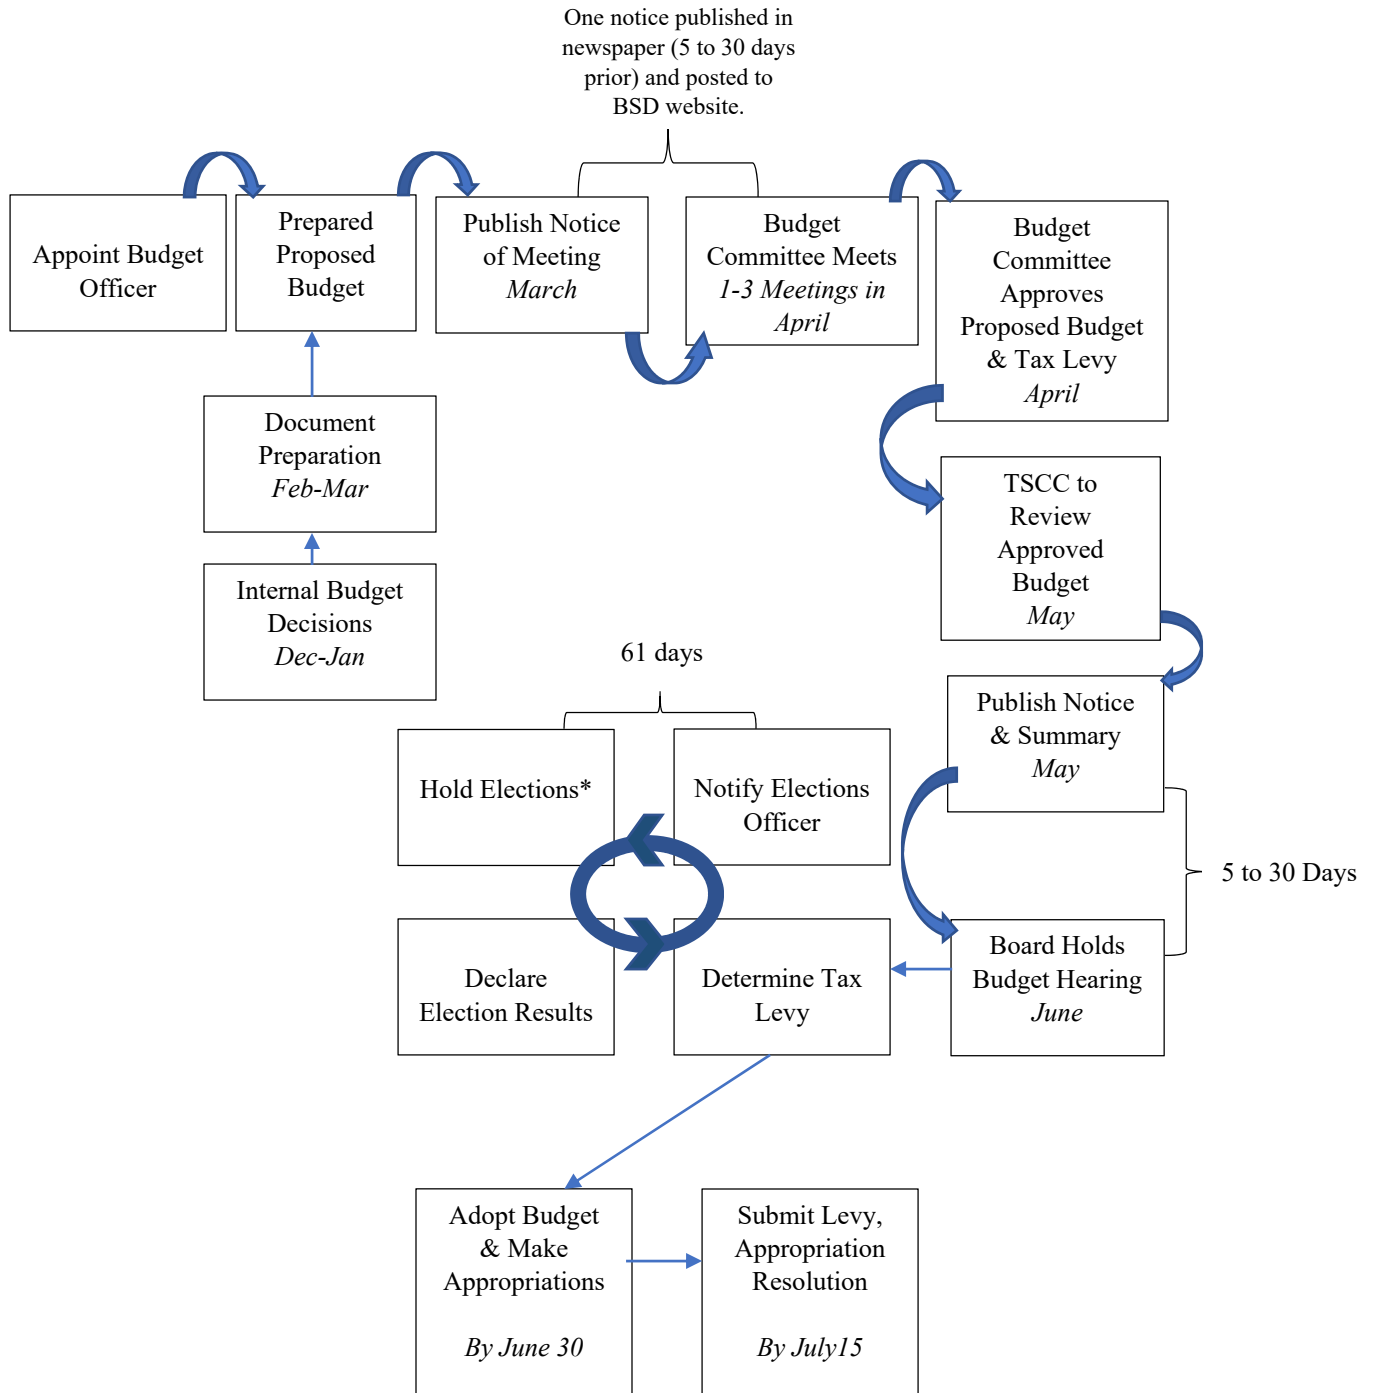 One notice published in
newspaper (5 to 30 days
prior) and posted to
BSD website.
Appoint Budget
Officer
Prepared
Proposed
Budget
Publish Notice
of Meeting
March
Budget
Committee Meets
1-3 Meetings in
April
Budget
Committee
Approves
Proposed Budget
& Tax Levy
April
Document
Preparation
Feb-Mar
Internal Budget
Decisions
Dec-Jan
TSCC to
Review
Approved
Budget
May
61 days
Publish Notice
& Summary
May
Hold Elections*
Notify Elections
Officer
5 to 30 Days
Declare
Election Results
Determine Tax
Levy
Board Holds
Budget Hearing
June
Adopt Budget
& Make
Appropriations
By June 30
Submit Levy,
Appropriation
Resolution
By July15